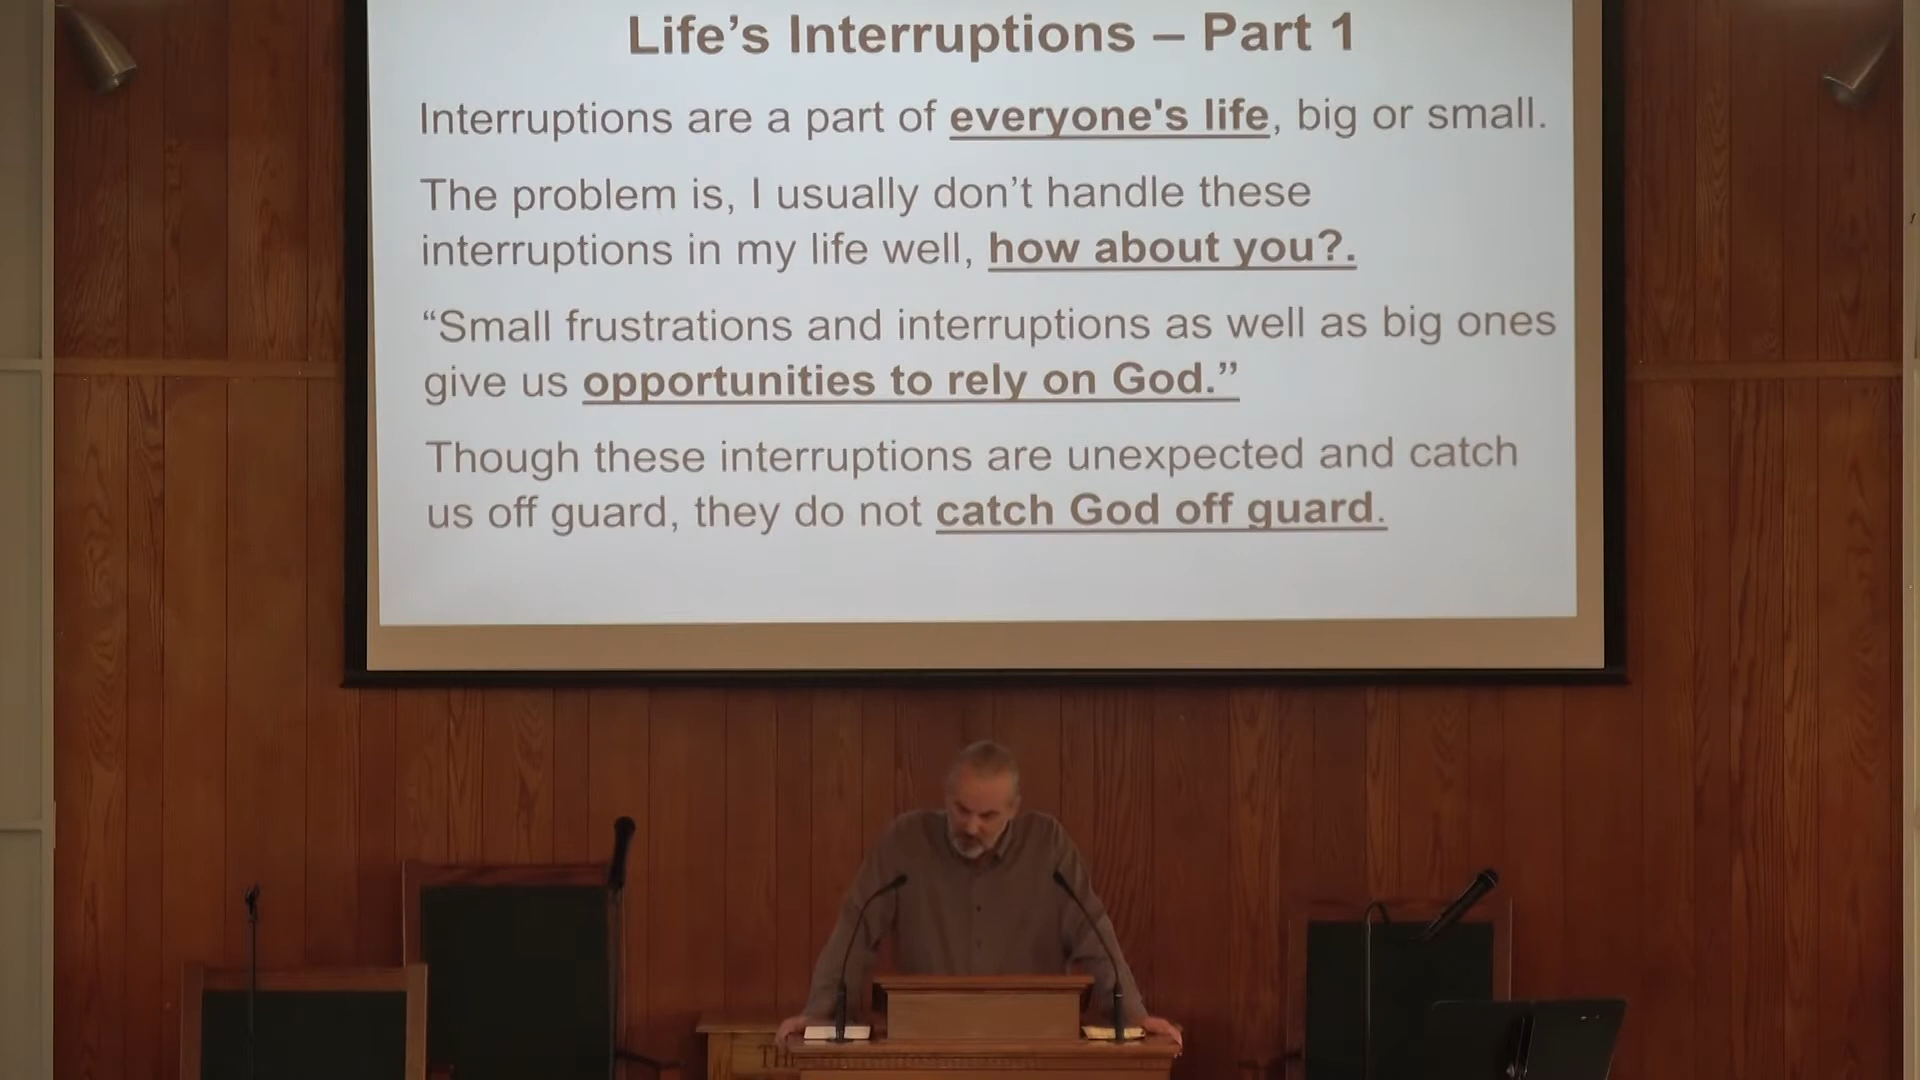 Life’s Interruptions – Part 1
Interruptions are a part of everyone's life, big or small.
The problem is, I usually don’t handle these
interruptions in my life well, how about you?.
“Small frustrations and interruptions as well as big ones
give us opportunities to rely on God.”
Though these interruptions are unexpected and catch
us off guard, they do not catch God off guard.